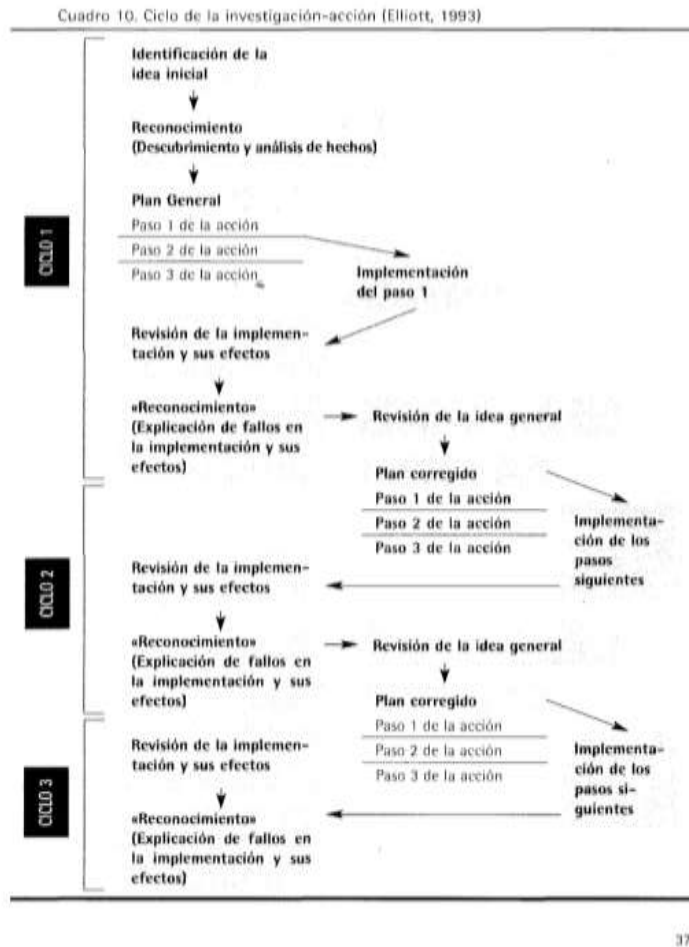 Cuadro 10. Ciclo de la investigación-acción (Elliott, 1993)
CICLO 1
Identificación de la
idea inicial
Reconocimiento
(Descubrimiento y análisis de hechos)
Plan General
Paso 1 de la acción
Paso 2 de la acción
Paso 3 de la acción
Implementación
del paso 1
Revisión de la implemen-
tación y sus efectos
«Reconocimiento»
(Explicación de fallos en
la implementación y sus
efectos)
Revisión de la idea general
Plan corregido
Paso 1 de la acción
Paso 2 de la acción
Paso 3 de la acción
Implementa-
ción de los
pasos
siguientes
CICLO 2
Revisión de la implemen-
tación y sus efectos
«Reconocimiento»
(Explicación de fallos en
la implementación y sus
efectos)
Revisión de la idea general
Plan corregido
Paso 1 de la acción
Paso 2 de la acción
Paso 3 de la acción
Implementa-
ción de los
pasos si-
guientes
CICLO 3
Revisión de la implemen-
tación y sus efectos
«Reconocimiento»
(Explicación de fallos en
la implementación y sus
efectos)
37